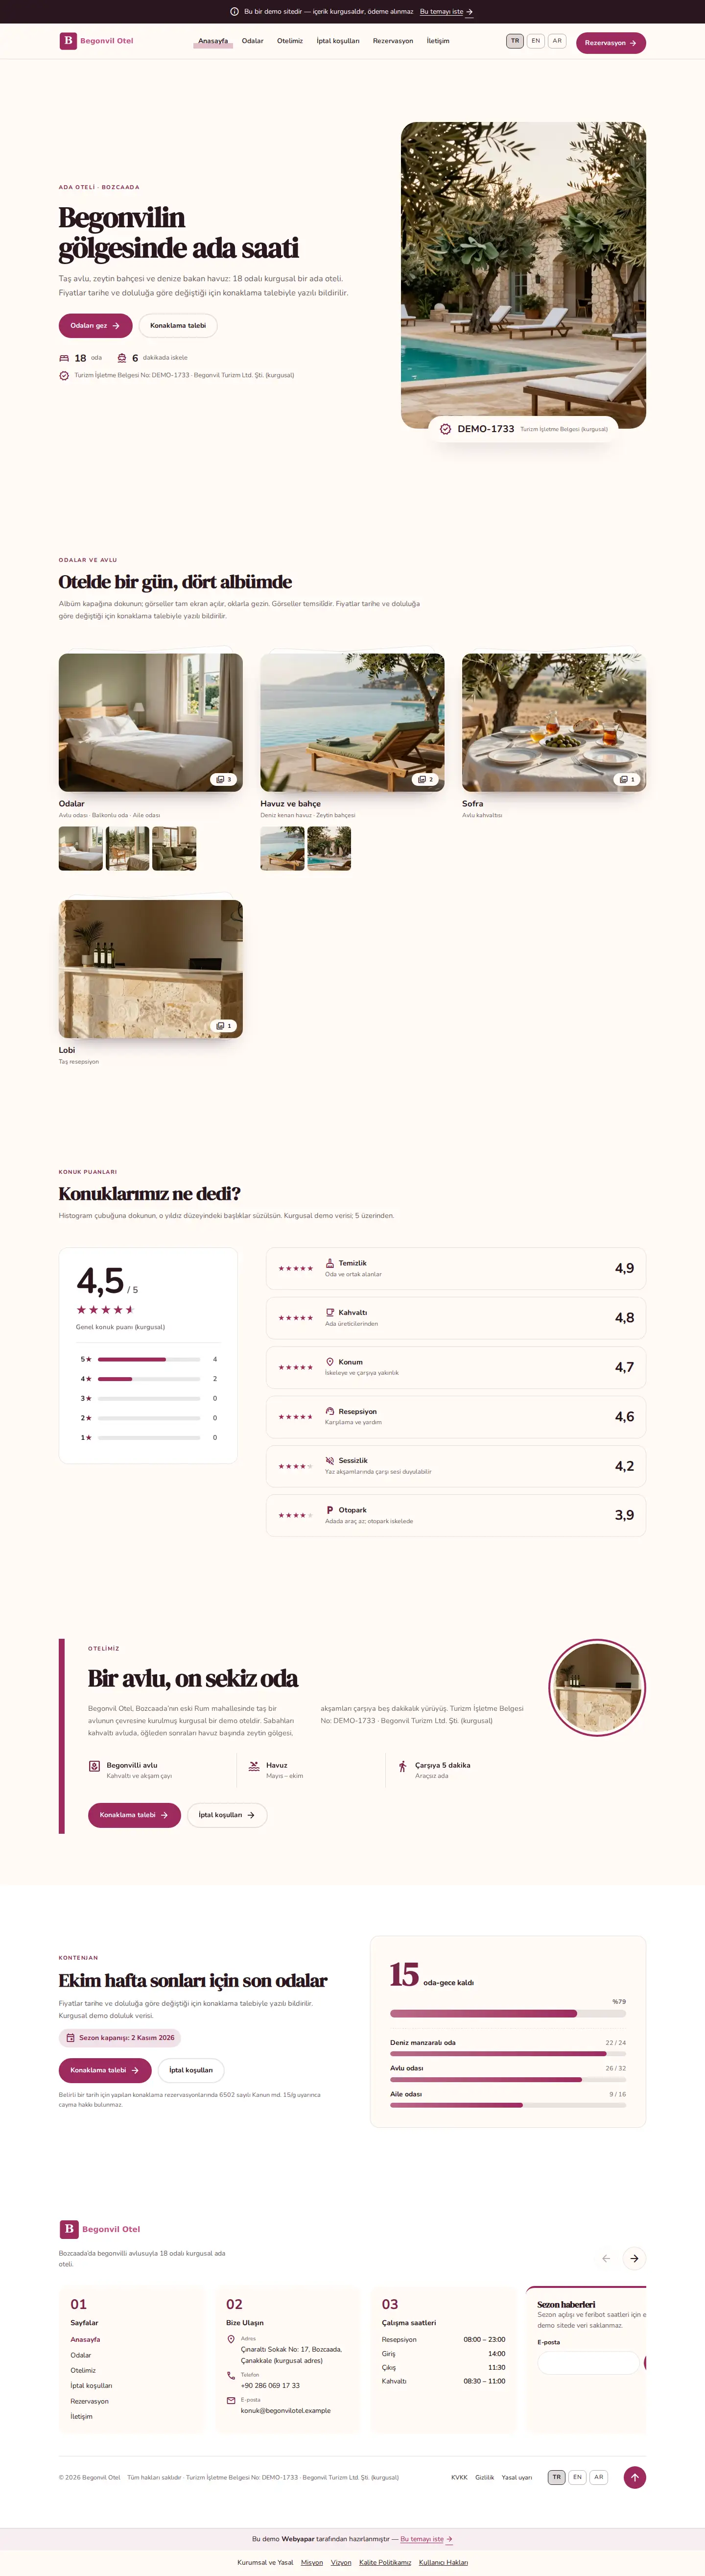 Bu bir demo sitedir — içerik kurgusaldır, ödeme alınmaz Bu temayı iste →
B Begonvil Otel
Anasayfa Odalar Otelimiz İptal koşulları Rezervasyon İletişim
TR EN AR
Rezervasyon →
ADA OTELİ · BOZCAADA
Begonvilin
gölgesinde ada saati
Taş avlu, zeytin bahçesi ve denize bakan havuz: 18 odalı kurgusal bir ada oteli.
Fiyatlar tarihe ve doluluğa göre değiştiği için konaklama talebiyle yazılı bildirilir.
Odaları gez →
Konaklama talebi
18 oda 6 dakikada iskele
Turizm İşletme Belgesi No: DEMO-1733 · Begonvil Turizm Ltd. Şti. (kurgusal)
DEMO-1733 Turizm İşletme Belgesi (kurgusal)
ODALAR VE AVLU
Otelde bir gün, dört albümde
Albüm kapağına dokunun; görseller tam ekran açılır, oklarla gezin. Görseller temsilîdir. Fiyatlar tarihe ve doluluğa
göre değiştiği için konaklama talebiyle yazılı bildirilir.
3
Odalar
Avlu odası · Balkonlu oda · Aile odası
2
Havuz ve bahçe
Deniz kenarı havuz · Zeytin bahçesi
1
Sofra
Avlu kahvaltısı
1
Lobi
Taş resepsiyon
KONUK PUANLARI
Konuklarımız ne dedi?
Histogram çubuğuna dokunun, o yıldız düzeyindeki başlıklar süzülsün. Kurgusal demo verisi; 5 üzerinden.
4,5 / 5
★★★★★
Genel konuk puanı (kurgusal)
5★ 4
4★ 2
3★ 0
2★ 0
1★ 0
★★★★★ Temizlik 4,9
Oda ve ortak alanlar
★★★★★ Kahvaltı 4,8
Ada üreticilerinden
★★★★★ Konum 4,7
İskeleye ve çarşıya yakınlık
★★★★★ Resepsiyon 4,6
Karşılama ve yardım
★★★★☆ Sessizlik 4,2
Yaz akşamlarında çarşı sesi duyulabilir
★★★★★ Otopark 3,9
Adada araç az; otopark iskelede
OTELİMİZ
Bir avlu, on sekiz oda
Begonvil Otel, Bozcaada'nın eski Rum mahallesinde taş bir
avlunun çevresine kurulmuş kurgusal bir demo oteldir. Sabahları
kahvaltı avluda, öğleden sonraları havuz başında zeytin gölgesi,
akşamları çarşıya beş dakikalık yürüyüş. Turizm İşletme Belgesi
No: DEMO-1733 · Begonvil Turizm Ltd. Şti. (kurgusal)
Begonvilli avlu
Kahvaltı ve akşam çayı
Havuz
Mayıs – ekim
Çarşıya 5 dakika
Araçsız ada
Konaklama talebi →
İptal koşulları →
KONTENJAN
Ekim hafta sonları için son odalar
Fiyatlar tarihe ve doluluğa göre değiştiği için konaklama talebiyle yazılı bildirilir.
Kurgusal demo doluluk verisi.
Sezon kapanışı: 2 Kasım 2026
Konaklama talebi →
İptal koşulları
Belirli bir tarih için yapılan konaklama rezervasyonlarında 6502 sayılı Kanun md. 15/g uyarınca
cayma hakkı bulunmaz.
15 oda-gece kaldı
%79
Deniz manzaralı oda 22 / 24
Avlu odası 26 / 32
Aile odası 9 / 16
B Begonvil Otel
Bozcaada'da begonvilli avlusuyla 18 odalı kurgusal ada
oteli.
← →
01
Sayfalar
Anasayfa
Odalar
Otelimiz
İptal koşulları
Rezervasyon
İletişim
02
Bize Ulaşın
Adres
Çınaraltı Sokak No: 17, Bozcaada,
Çanakkale (kurgusal adres)
Telefon
+90 286 069 17 33
E-posta
konuk@begonvilotel.example
03
Çalışma saatleri
Resepsiyon 08:00 – 23:00
Giriş 14:00
Çıkış 11:30
Kahvaltı 08:30 – 11:00
Sezon haberleri
Sezon açılışı ve feribot saatleri için e
demo sitede veri saklanmaz.
E-posta
© 2026 Begonvil Otel Tüm hakları saklıdır · Turizm İşletme Belgesi No: DEMO-1733 · Begonvil Turizm Ltd. Şti. (kurgusal)
KVKK Gizlilik Yasal uyarı
TR EN AR
Bu demo Webyapar tarafından hazırlanmıştır — Bu temayı iste →
Kurumsal ve Yasal Misyon Vizyon Kalite Politikamız Kullanıcı Hakları